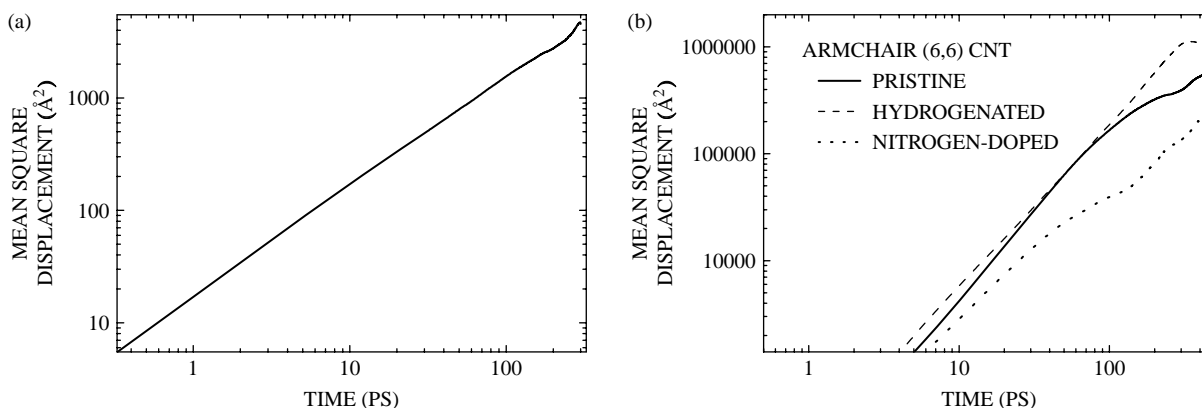 (a)
MEAN SQUARE
DISPLACEMENT (Å²)
1000
100
10
1
10
100
TIME (PS)
(b)
MEAN SQUARE
DISPLACEMENT (Å²)
1000000
100000
10000
ARMCHAIR (6,6) CNT
PRISTINE
HYDROGENATED
NITROGEN-DOPED
1
10
100
TIME (PS)